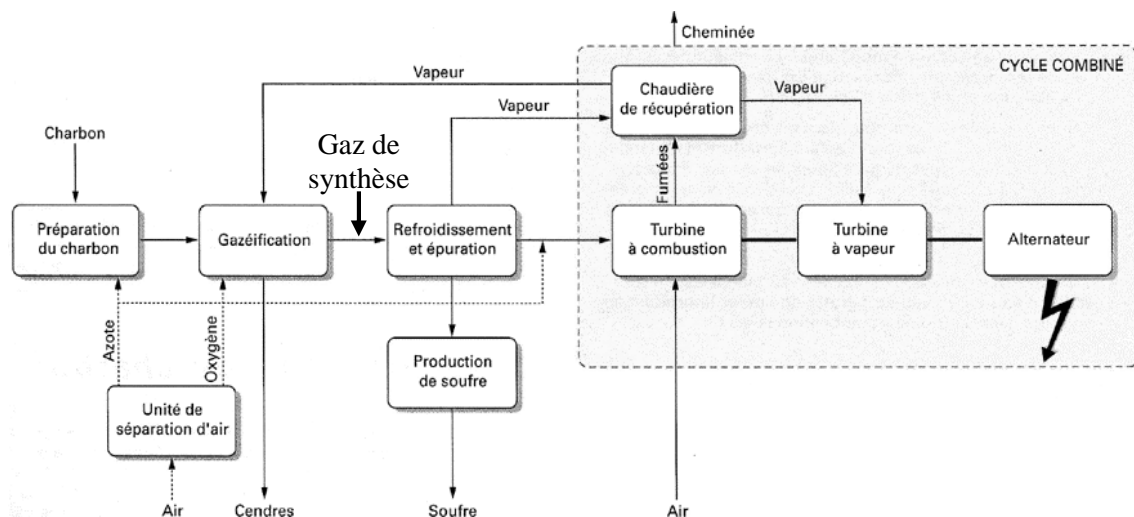 Cheminée
CYCLE COMBINÉ
Vapeur
Chaudière
de récupération
Vapeur
Vapeur
Charbon
Gaz de
synthèse
Fumées
Préparation
du charbon
Gazéification
Refroidissement
et épuration
Turbine
à combustion
Turbine
à vapeur
Alternateur
Azote
Oxygène
Production
de soufre
Unité de
séparation d'air
Air
Cendres
Soufre
Air